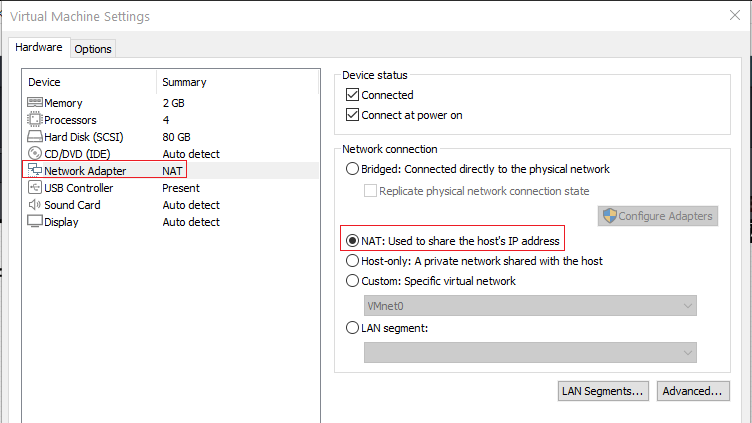 Virtual Machine Settings
Hardware
Options
Device Summary
Memory 2 GB
Processors 4
Hard Disk (SCSI) 80 GB
CD/DVD (IDE) Auto detect
Network Adapter NAT
USB Controller Present
Sound Card Auto detect
Display Auto detect
Device status
Connected
Connect at power on
Network connection
Bridged: Connected directly to the physical network
Replicate physical network connection state
Configure Adapters
NAT: Used to share the host's IP address
Host-only: A private network shared with the host
Custom: Specific virtual network
VMnet0
LAN segment:
LAN Segments... Advanced...